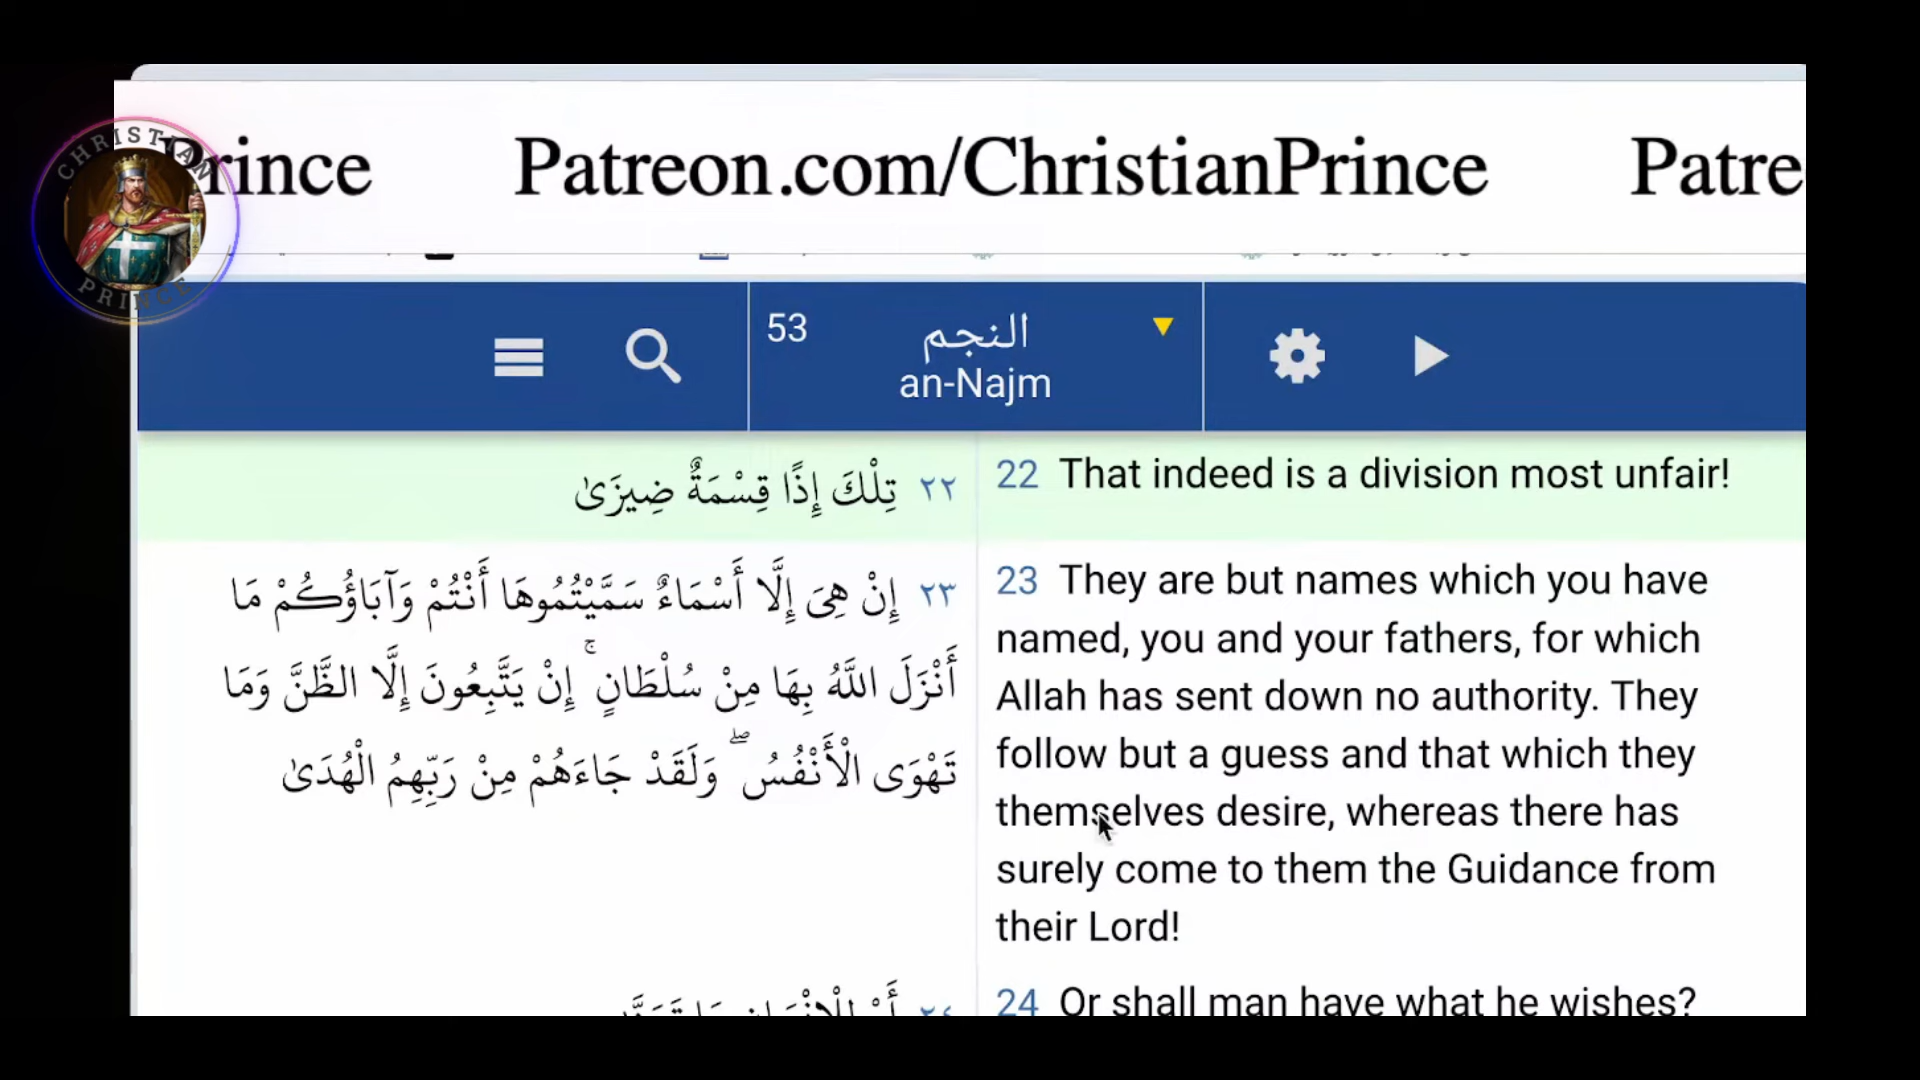 CHRISTIAN PRINCE
Prince Patreon.com/ChristianPrince Patre
53
النجم
an-Najm
٢٢ تِلْكَ إِذًا قِسْمَةٌ ضِيزَىٰ
22 That indeed is a division most unfair!
٢٣ إِنْ هِيَ إِلَّا أَسْمَاءٌ سَمَّيْتُمُوهَا أَنْتُمْ وَآبَاؤُكُمْ مَا
أَنْزَلَ اللَّهُ بِهَا مِنْ سُلْطَانٍ ۚ إِنْ يَتَّبِعُونَ إِلَّا الظَّنَّ وَمَا
تَهْوَى الْأَنْفُسُ ۖ وَلَقَدْ جَاءَهُمْ مِنْ رَبِّهِمُ الْهُدَىٰ
23 They are but names which you have
named, you and your fathers, for which
Allah has sent down no authority. They
follow but a guess and that which they
themselves desire, whereas there has
surely come to them the Guidance from
their Lord!
24 Or shall man have what he wishes?